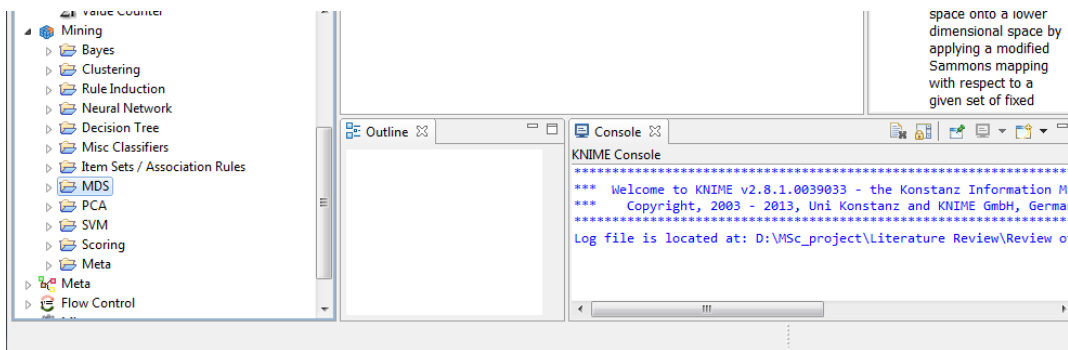 Value Counter
Mining
Bayes
Clustering
Rule Induction
Neural Network
Decision Tree
Misc Classifiers
Item Sets / Association Rules
MDS
PCA
SVM
Scoring
Meta
Meta
Flow Control
space onto a lower
dimensional space by
applying a modified
Sammons mapping
with respect to a
given set of fixed
Outline
Console
KNIME Console
***********************************************************************
*** Welcome to KNIME v2.8.1.0039033 - the Konstanz Information M
*** Copyright, 2003 - 2013, Uni Konstanz and KNIME GmbH, Germa
***********************************************************************
Log file is located at: D:\MSc_project\Literature Review\Review o